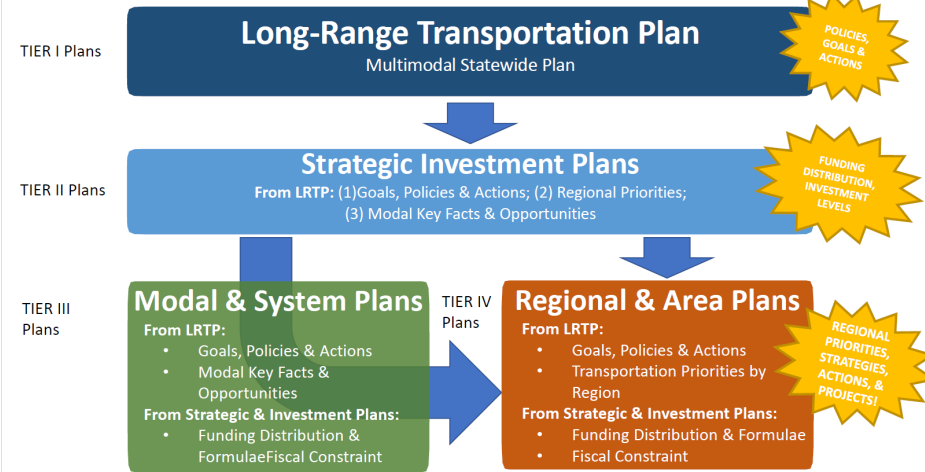 TIER I Plans
Long-Range Transportation Plan
Multimodal Statewide Plan
POLICIES,
GOALS &
ACTIONS
TIER II Plans
Strategic Investment Plans
From LRTP: (1)Goals, Policies & Actions; (2) Regional Priorities;
(3) Modal Key Facts & Opportunities
FUNDING
DISTRIBUTION,
INVESTMENT
LEVELS
TIER III
Plans
Modal & System Plans
From LRTP:
• Goals, Policies & Actions
• Modal Key Facts &
Opportunities
From Strategic & Investment Plans:
• Funding Distribution &
FormulaeFiscal Constraint
TIER IV
Plans
Regional & Area Plans
From LRTP:
• Goals, Policies & Actions
• Transportation Priorities by
Region
From Strategic & Investment Plans:
• Funding Distribution & Formulae
• Fiscal Constraint
REGIONAL
PRIORITIES,
STRATEGIES,
ACTIONS, &
PROJECTS!